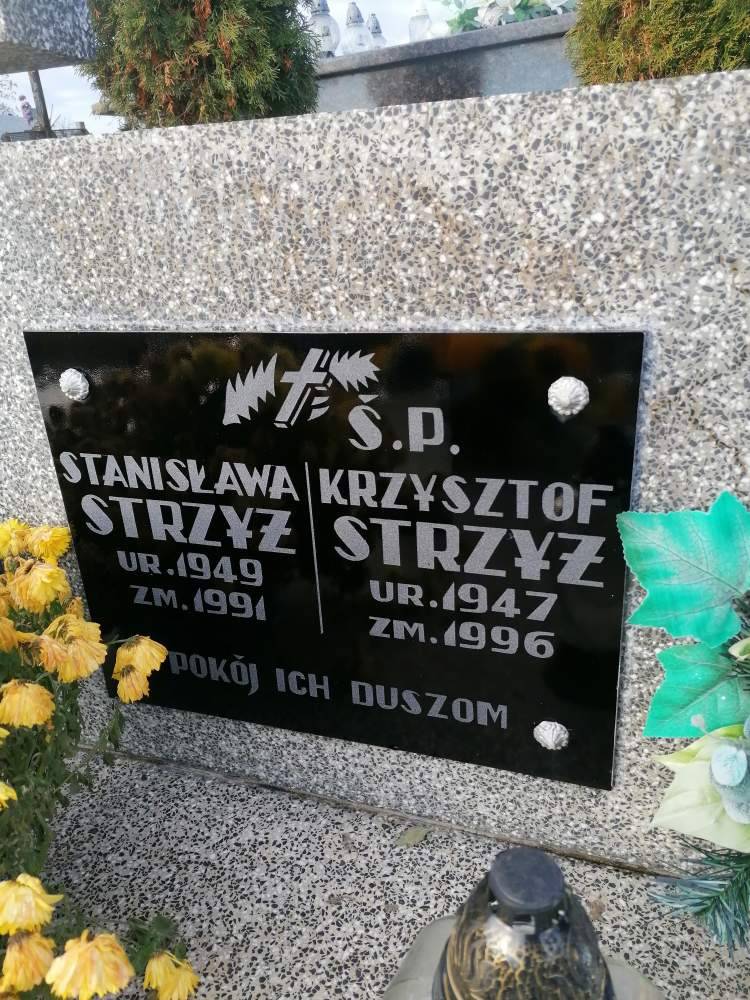 Ś.P.
STANISŁAWA
STRZYŻ
UR.1949
ZM.1991
KRZYSZTOF
STRZYŻ
UR.1947
ZM.1996
POKÓJ ICH DUSZOM